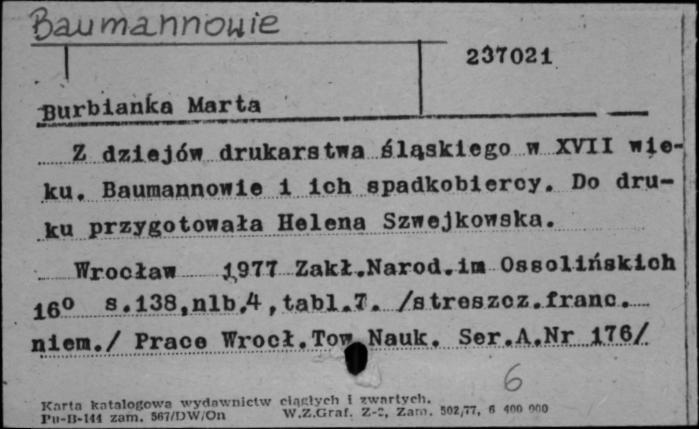 Baumannowie
237021
Burbianka Marta
Z dziejów drukarstwa śląskiego w XVII wie-
ku. Baumannowie i ich spadkobiercy. Do dru-
ku przygotowała Helena Szwejkowska.
Wrocław 1977 Zakł.Narod.im Ossolińskich
16° s.138,nlb.4,tabl.7. /streszcz.franc.
niem./ Prace Wrocł.Tow Nauk. Ser.A.Nr 176/
6
Karta katalogowa wydawnictw ciągłych i zwartych.
Pu-B-144 zam. 567/DW/On W.Z.Graf. Z-2, Zam. 502/77, 6 400 000